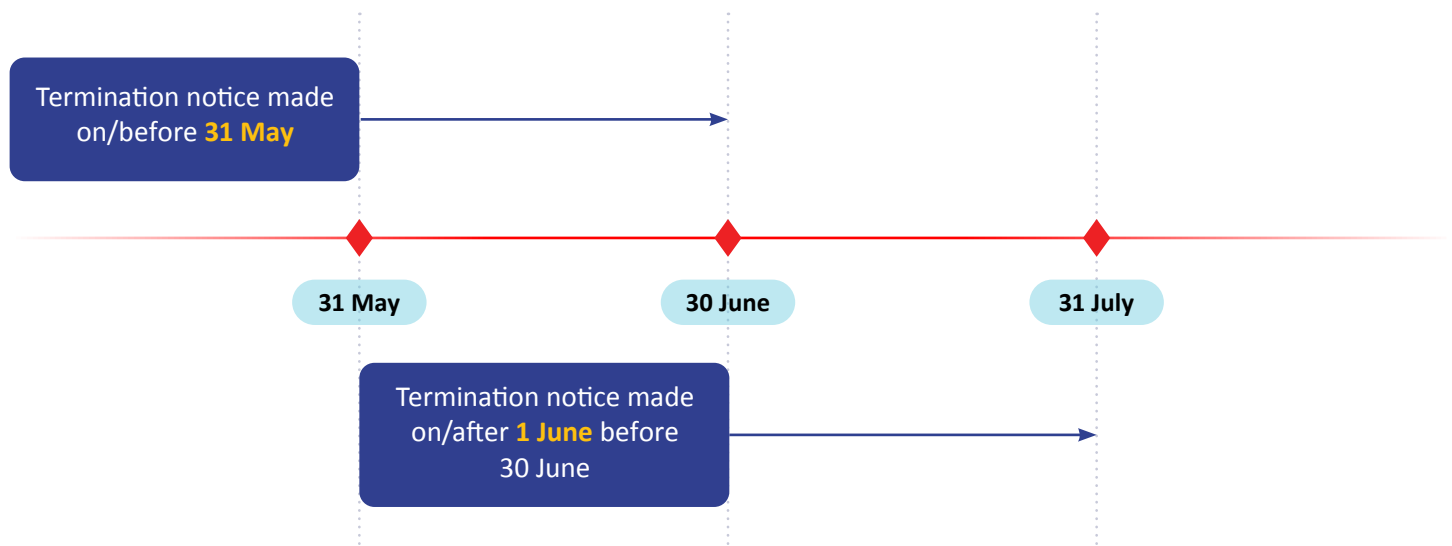 Termination notice made
on/before 31 May
31 May
30 June
31 July
Termination notice made
on/after 1 June before
30 June